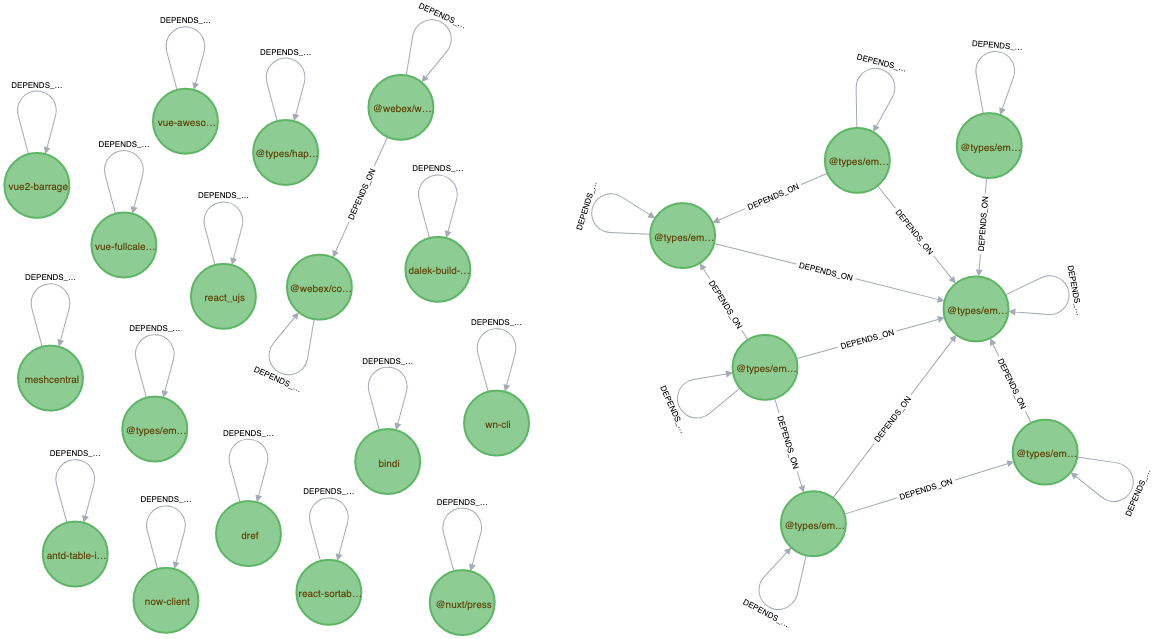 DEPENDS_...
vue2-barrage
DEPENDS_...
vue-aweso...
DEPENDS_...
@types/hap...
DEPENDS_...
@webex/w...
DEPENDS_ON
DEPENDS_...
vue-fullcale...
DEPENDS_...
react_ujs
@webex/co...
DEPENDS_...
DEPENDS_...
dalek-build-...
DEPENDS_...
meshcentral
DEPENDS_...
@types/em...
DEPENDS_...
bindi
DEPENDS_...
wn-cli
DEPENDS_...
antd-table-i...
DEPENDS_...
now-client
DEPENDS_...
dref
DEPENDS_...
react-sortab...
DEPENDS_...
@nuxt/press
DEPENDS_...
@types/em...
DEPENDS_...
@types/em...
DEPENDS_ON
DEPENDS_ON
DEPENDS_ON
DEPENDS_...
@types/em...
DEPENDS_ON
DEPENDS_...
@types/em...
DEPENDS_ON
DEPENDS_ON
@types/em...
DEPENDS_...
DEPENDS_ON
DEPENDS_ON
DEPENDS_ON
@types/em...
DEPENDS_...
DEPENDS_ON
@types/em...
DEPENDS_...